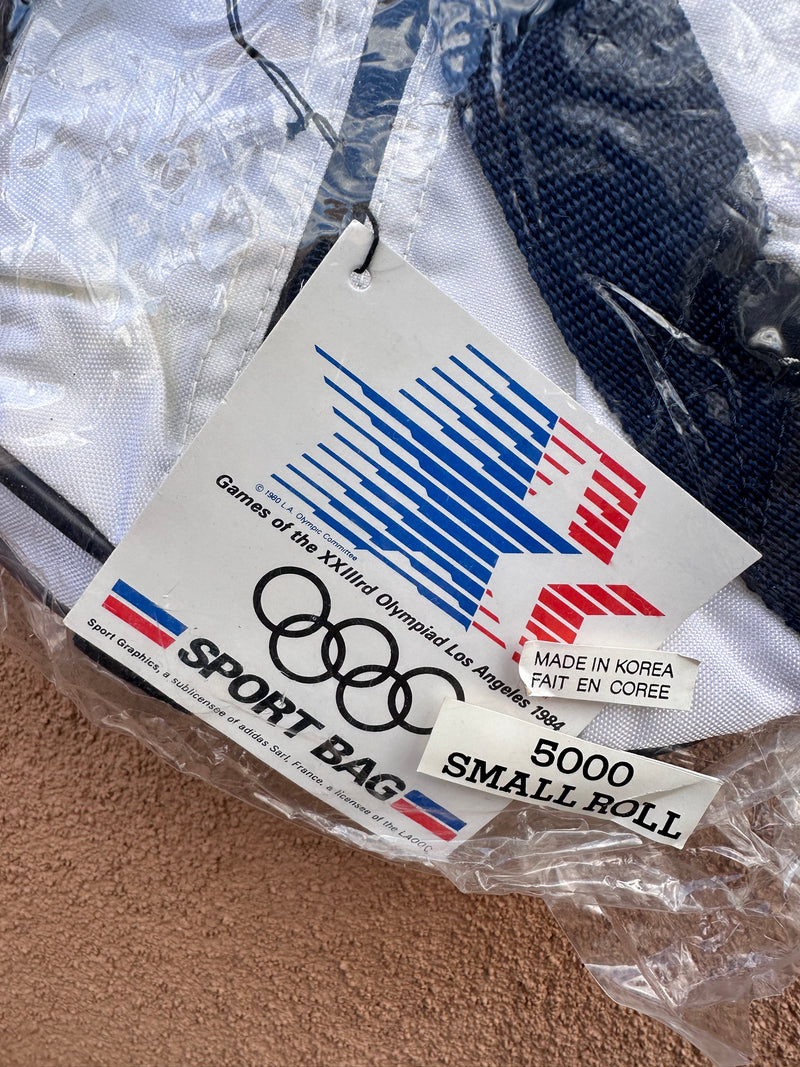 © 1980 L.A. Olympic Committee
Games of the XXIIIrd Olympiad Los Angeles 1984
SPORT BAG
Sport Graphics, a sublicensee of adidas Sarl, France, a licensee of the LAOOC
MADE IN KOREA
FAIT EN COREE
5000
SMALL ROLL